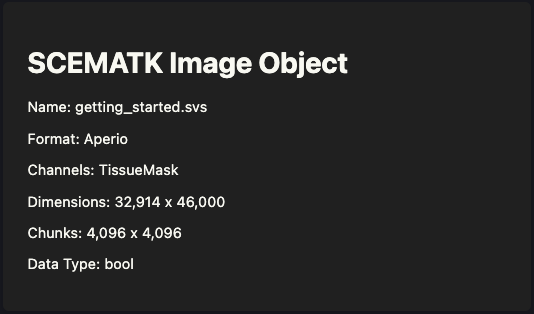 SCEMATK Image Object
Name: getting_started.svs
Format: Aperio
Channels: TissueMask
Dimensions: 32,914 x 46,000
Chunks: 4,096 x 4,096
Data Type: bool